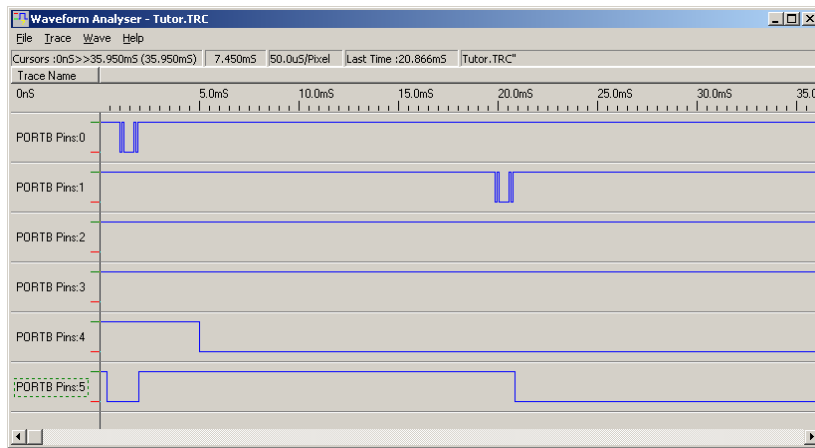 Waveform Analyser - Tutor.TRC
File Trace Wave Help
Cursors :0nS>>35.950mS (35.950mS) 7.450mS 50.0uS/Pixel Last Time :20.866mS Tutor.TRC"
Trace Name
0nS 5.0mS 10.0mS 15.0mS 20.0mS 25.0mS 30.0mS 35.0
PORTB Pins:0
PORTB Pins:1
PORTB Pins:2
PORTB Pins:3
PORTB Pins:4
PORTB Pins:5